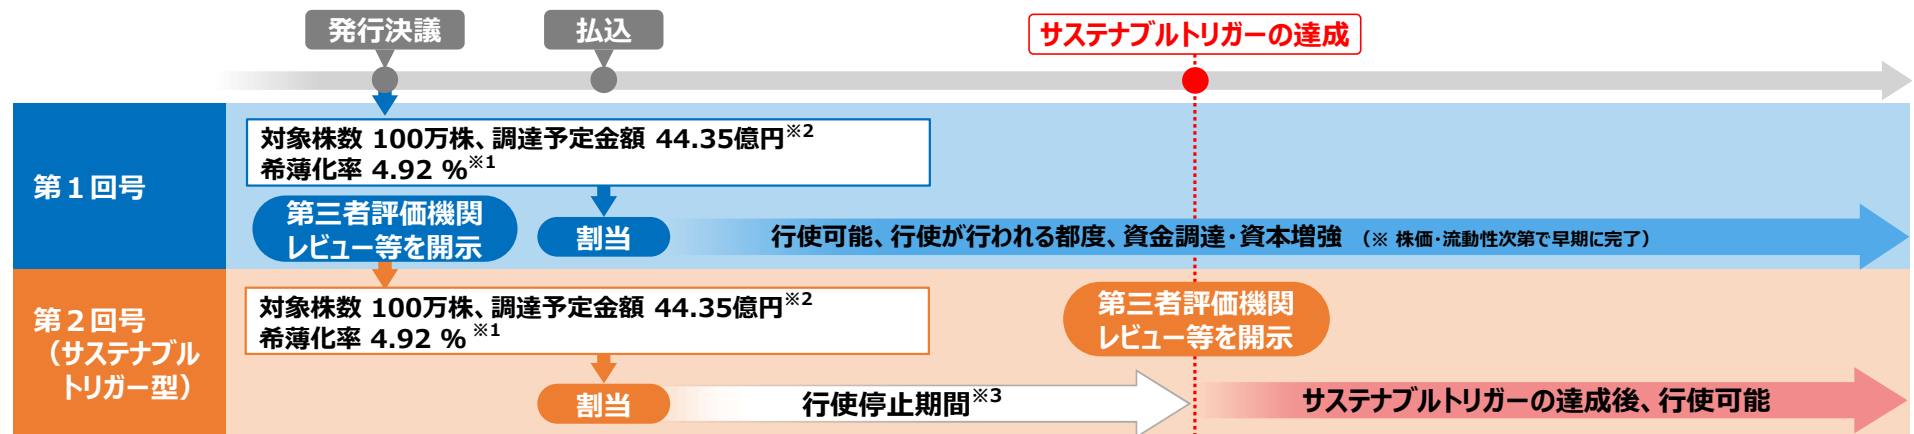 発行決議
払込
サステナブルトリガーの達成
第１回号
対象株数 100万株、調達予定金額 44.35億円※2
希薄化率 4.92 %※1
第三者評価機関
レビュー等を開示
割当
行使可能、行使が行われる都度、資金調達・資本増強 （※ 株価・流動性次第で早期に完了）
第２回号
（サステナブル
トリガー型）
対象株数 100万株、調達予定金額 44.35億円※2
希薄化率 4.92 % ※1
第三者評価機関
レビュー等を開示
割当
行使停止期間※3
サステナブルトリガーの達成後、行使可能